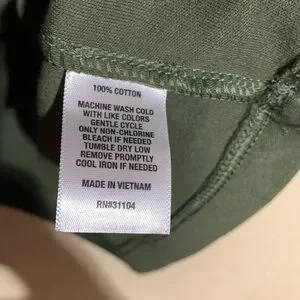 100% COTTON
MACHINE WASH COLD
WITH LIKE COLORS
GENTLE CYCLE
ONLY NON-CHLORINE
BLEACH IF NEEDED
TUMBLE DRY LOW
REMOVE PROMPTLY
COOL IRON IF NEEDED
MADE IN VIETNAM
RN#31104